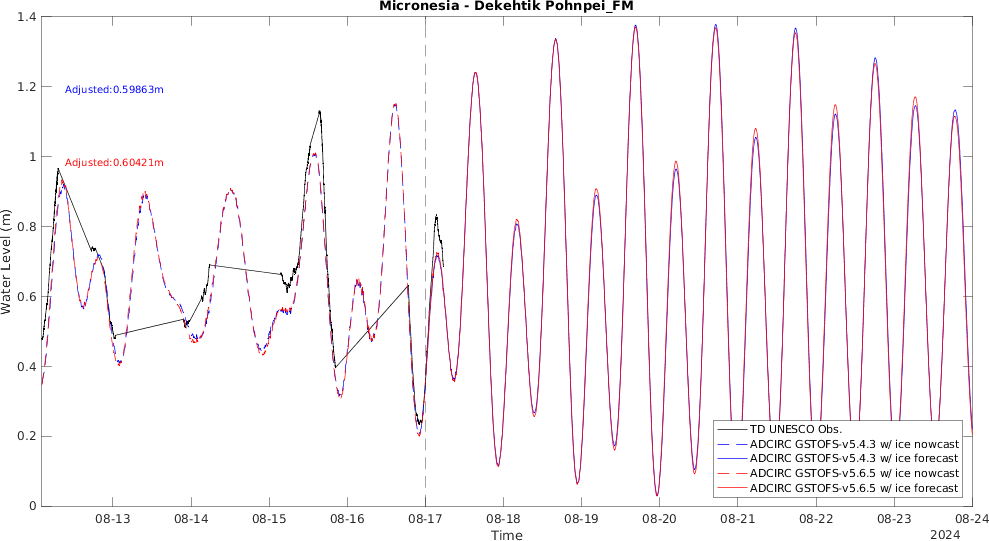 Micronesia - Dekehtik Pohnpei_FM
1.4
1.2
1
0.8
0.6
0.4
0.2
0
Water Level (m)
Adjusted:0.59863m
Adjusted:0.60421m
TD UNESCO Obs.
ADCIRC GSTOFS-v5.4.3 w/ ice nowcast
ADCIRC GSTOFS-v5.4.3 w/ ice forecast
ADCIRC GSTOFS-v5.6.5 w/ ice nowcast
ADCIRC GSTOFS-v5.6.5 w/ ice forecast
08-13 08-14 08-15 08-16 08-17 08-18 08-19 08-20 08-21 08-22 08-23 08-24
Time
2024